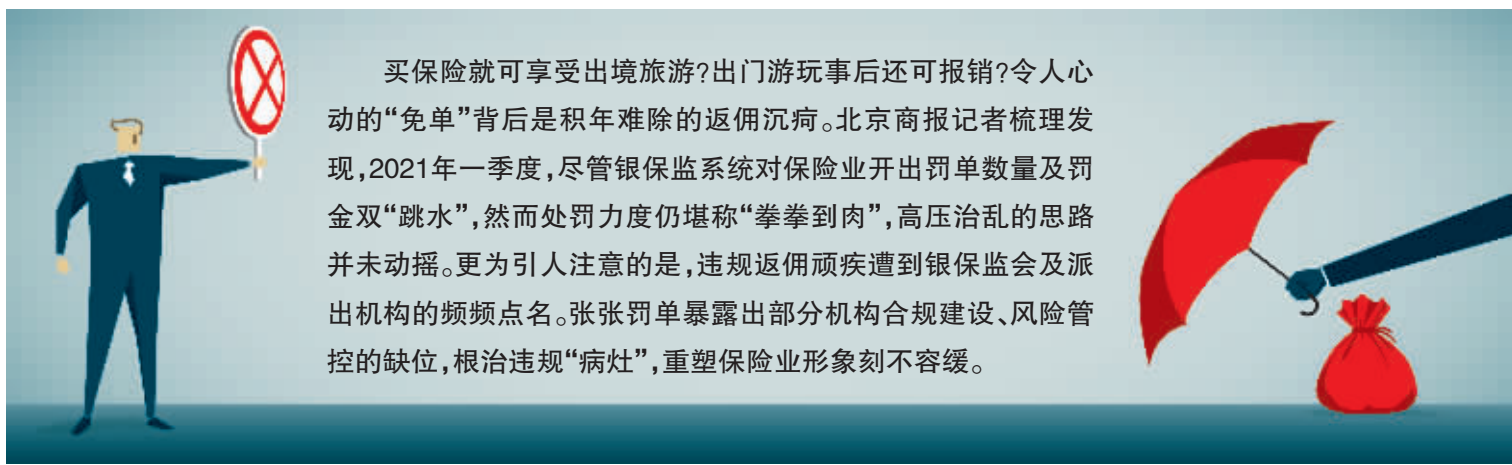 买保险就可享受出境旅游?出门游玩事后还可报销?令人心
动的“免单”背后是积年难除的返佣沉疴。北京商报记者梳理发
现,2021年一季度,尽管银保监系统对保险业开出罚单数量及罚
金双“跳水”,然而处罚力度仍堪称“拳拳到肉”,高压治乱的思路
并未动摇。更为引人注意的是,违规返佣顽疾遭到银保监会及派
出机构的频频点名。张张罚单暴露出部分机构合规建设、风险管
控的缺位,根治违规“病灶”,重塑保险业形象刻不容缓。